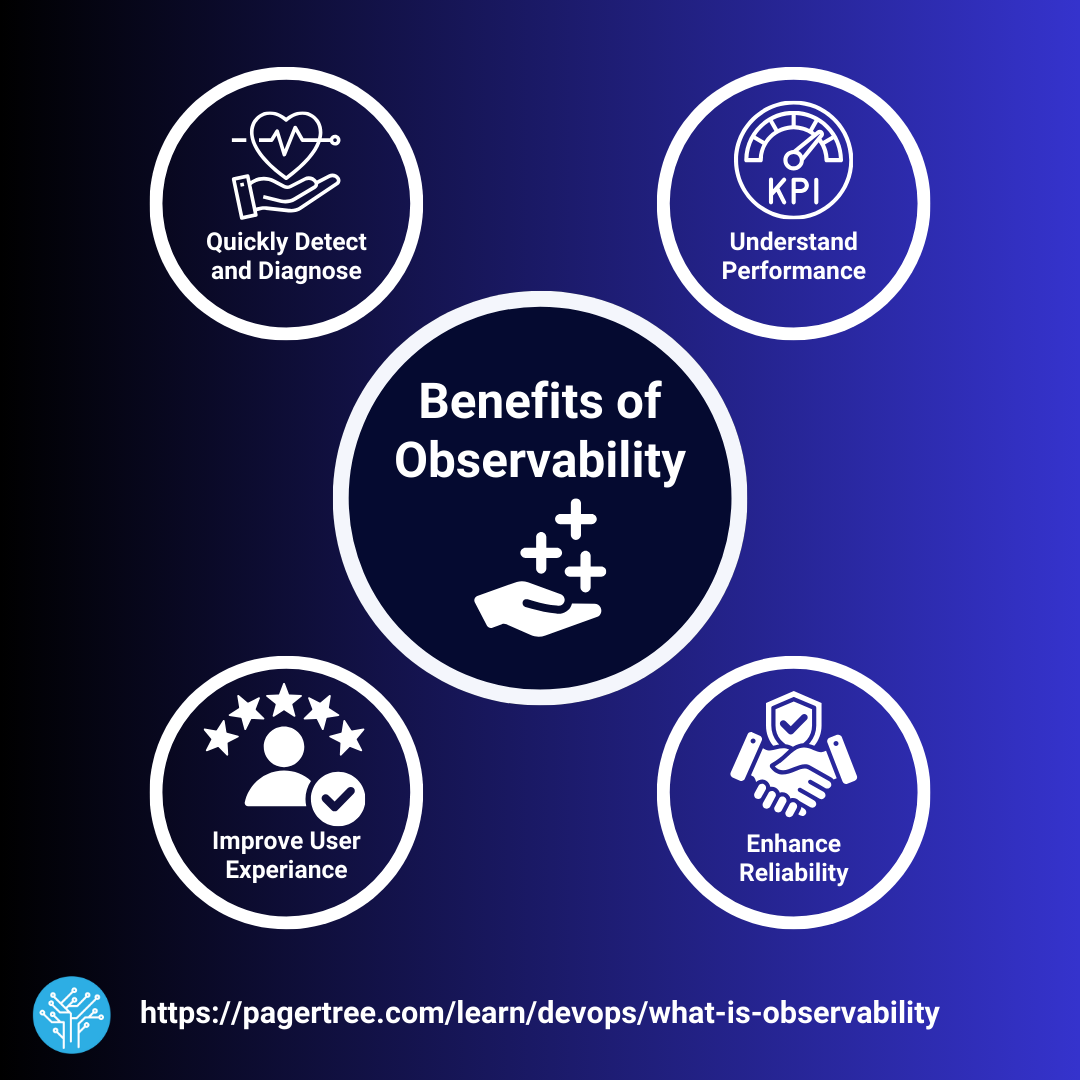 Quickly Detect
and Diagnose
KPI
Understand
Performance
Benefits of
Observability
Improve User
Experiance
Enhance
Reliability
https://pagertree.com/learn/devops/what-is-observability